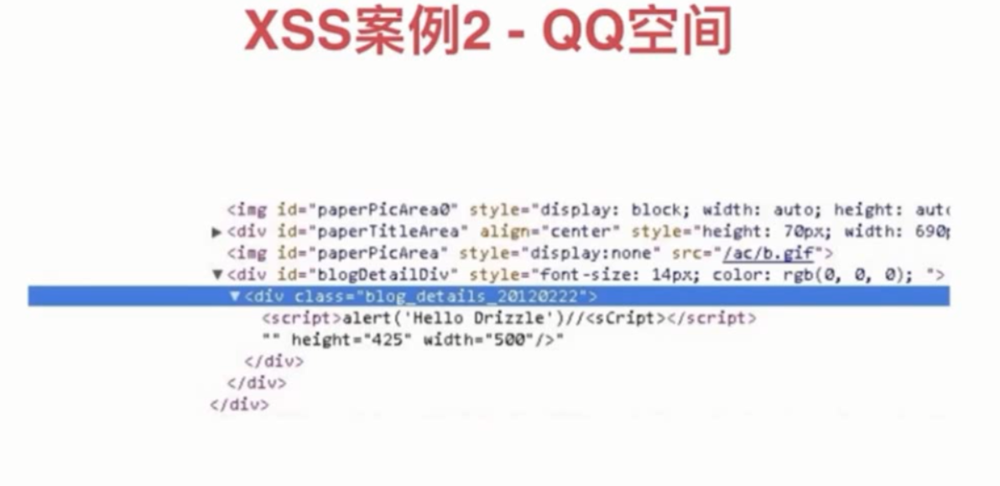 XSS案例2 - QQ空间
<img id="paperPicArea0" style="display: block; width: auto; height: aut
▶<div id="paperTitleArea" align="center" style="height: 70px; width: 690p
<img id="paperPicArea" style="display:none" src="/ac/b.gif">
▼<div id="blogDetailDiv" style="font-size: 14px; color: rgb(0, 0, 0); ">
▼<div class="blog_details_20120222">
<script>alert('Hello Drizzle')//<sCript></script>
"" height="425" width="500"/>"
</div>
</div>
</div>